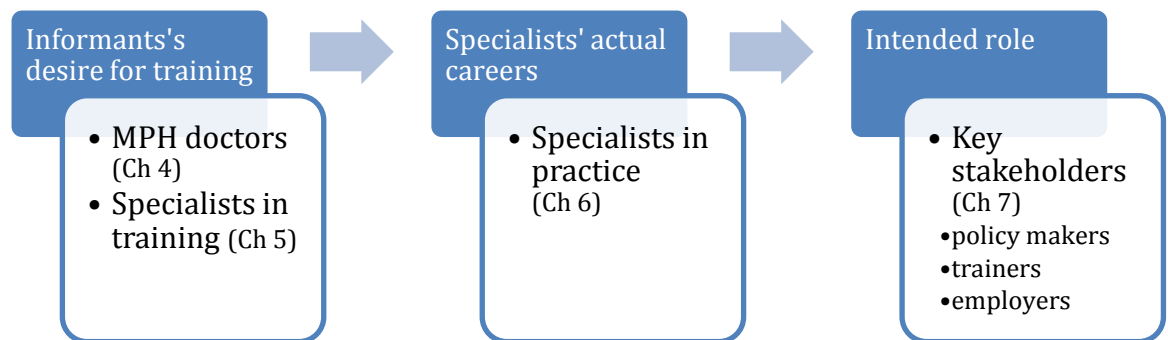 Informants's
desire for training
• MPH doctors
(Ch 4)
• Specialists in
training (Ch 5)
Specialists' actual
careers
• Specialists in
practice
(Ch 6)
Intended role
• Key
stakeholders
(Ch 7)
•policy makers
•trainers
•employers